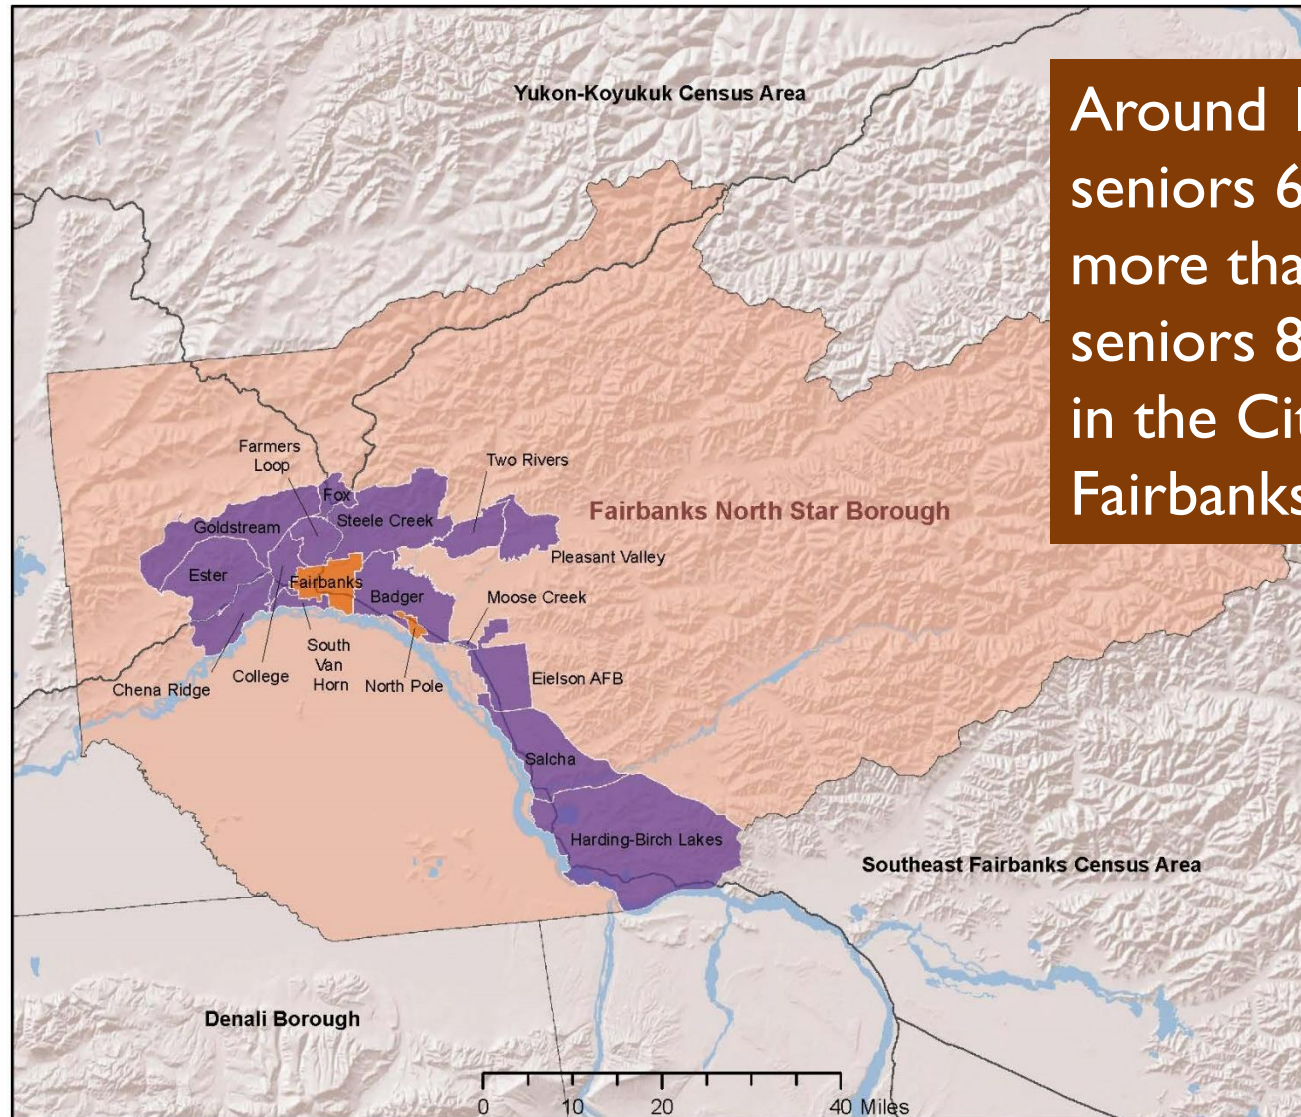 Yukon-Koyukuk Census Area
Around
seniors 6
more tha
seniors 8
in the Cit
Fairbanks
Farmers
Loop
Two Rivers
Fox
Goldstream
Steele Creek
Fairbanks North Star Borough
Pleasant Valley
Ester
Fairbanks
Badger
Moose Creek
South
Van
Horn
College
Chena Ridge
North Pole
Eielson AFB
Salcha
Harding-Birch Lakes
Southeast Fairbanks Census Area
Denali Borough
0 10 20 40 Miles